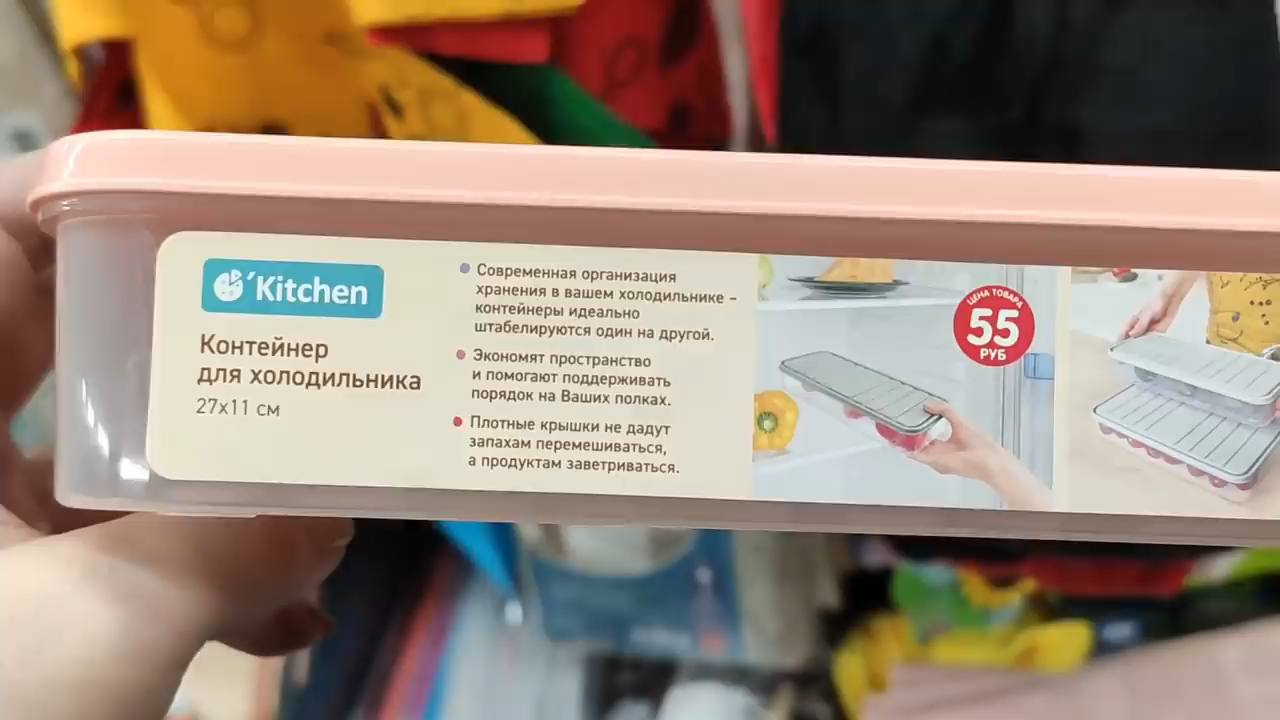 'Kitchen
Контейнер
для холодильника
27x11 см
Современная организация
хранения в вашем холодильнике –
контейнеры идеально
штабелируются один на другой.
Экономят пространство
и помогают поддерживать
порядок на Ваших полках.
Плотные крышки не дадут
запахам перемешиваться,
а продуктам заветриваться.
ЦЕНА ТОВАРА
55
РУБ